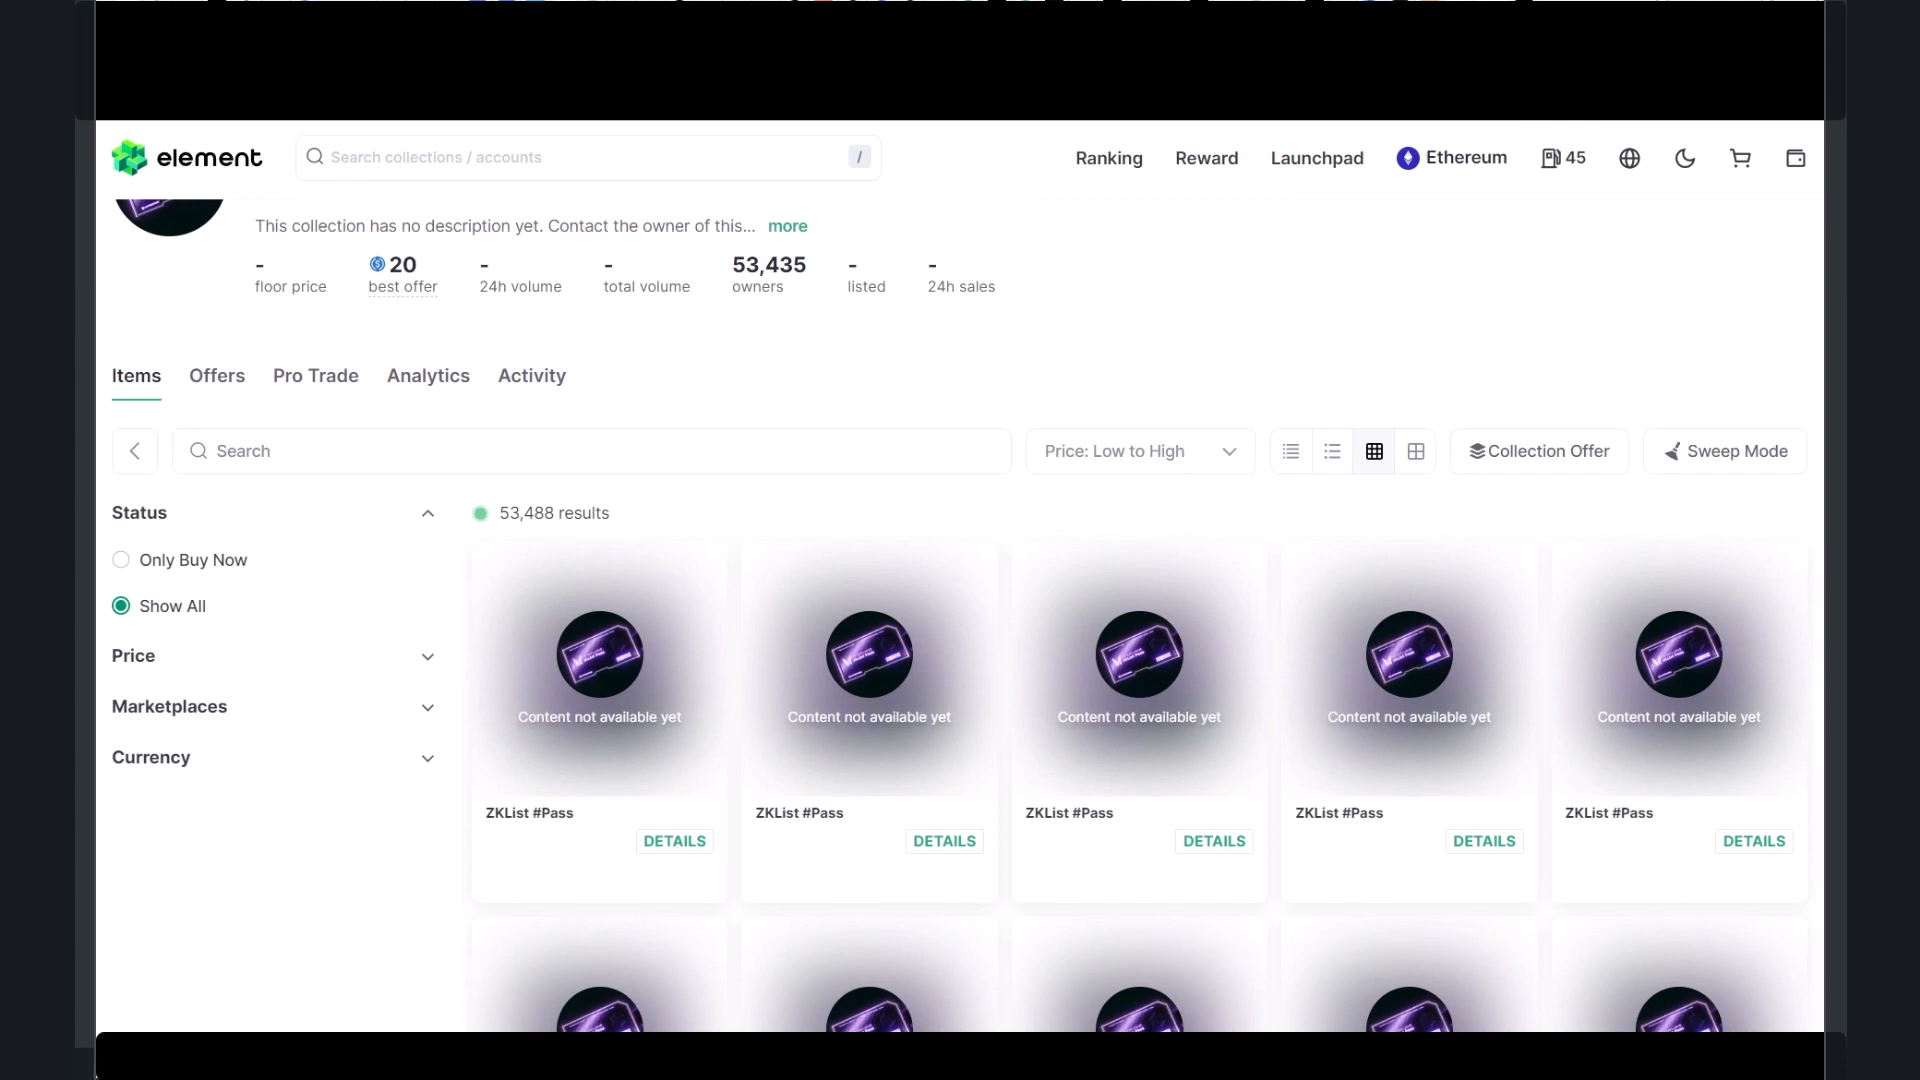 element
Search collections / accounts
/
Ranking
Reward
Launchpad
Ethereum
45
This collection has no description yet. Contact the owner of this... more
-
floor price
20
best offer
-
24h volume
-
total volume
53,435
owners
-
listed
-
24h sales
Items
Offers
Pro Trade
Analytics
Activity
Search
Price: Low to High
Collection Offer
Sweep Mode
Status
Only Buy Now
Show All
Price
Marketplaces
Currency
53,488 results
Content not available yet
Content not available yet
Content not available yet
Content not available yet
Content not available yet
ZKList #Pass
ZKList #Pass
ZKList #Pass
ZKList #Pass
ZKList #Pass
DETAILS
DETAILS
DETAILS
DETAILS
DETAILS